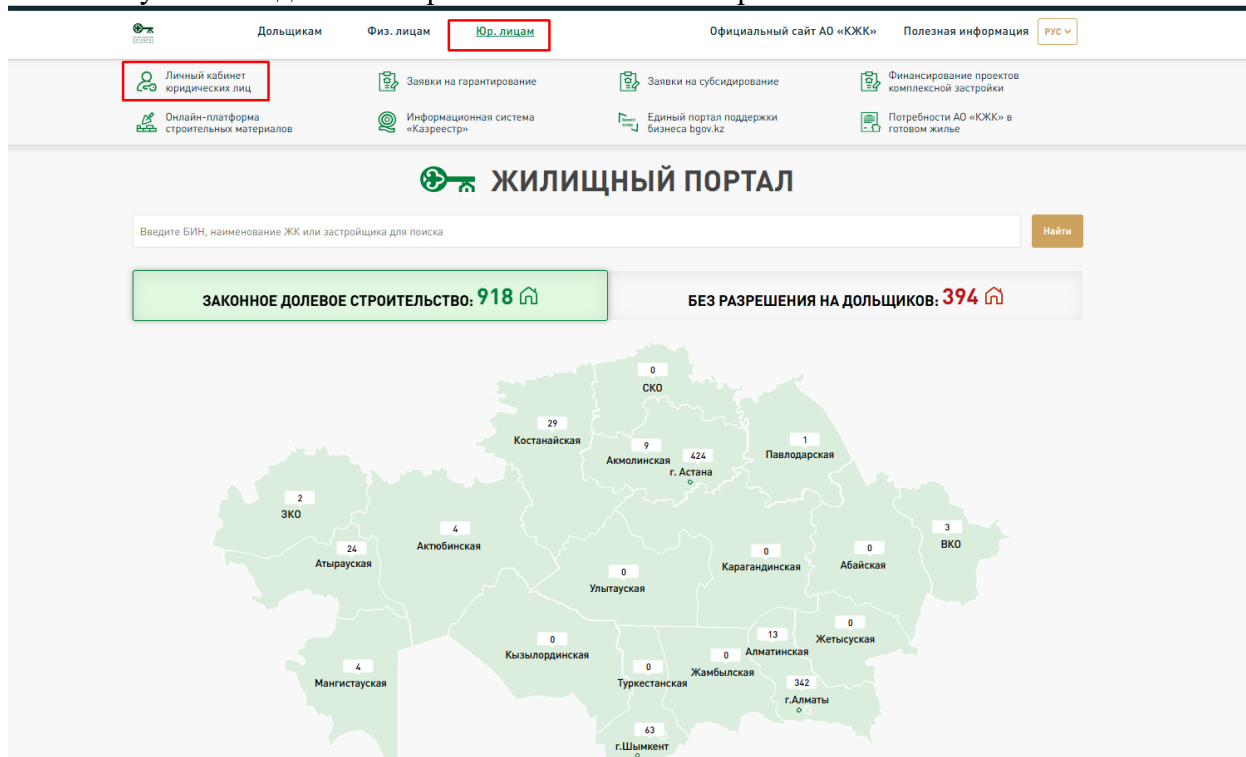 Дольщикам Физ. лицам Юр. лицам Официальный сайт АО «КЖК» Полезная информация РУС
Личный кабинет
юридических лиц
Заявки на гарантирование
Заявки на субсидирование
Финансирование проектов
комплексной застройки
Онлайн-платформа
строительных материалов
Информационная система
«Казреестр»
Единый портал поддержки
бизнеса bgov.kz
Потребности АО «КЖК» в
готовом жилье
ЖИЛИЩНЫЙ ПОРТАЛ
Введите БИН, наименование ЖК или застройщика для поиска
Найти
ЗАКОННОЕ ДОЛЕВОЕ СТРОИТЕЛЬСТВО: 918
БЕЗ РАЗРЕШЕНИЯ НА ДОЛЬЩИКОВ: 394
0
СКО
29
Костанайская
9
Акмолинская
424
г. Астана
1
Павлодарская
2
ЗКО
4
Актюбинская
24
Атырауская
0
Улытауская
0
Карагандинская
0
Абайская
3
ВКО
0
Кызылординская
0
Туркестанская
0
Жамбылская
13
Алматинская
0
Жетысуская
4
Мангистауская
342
г.Алматы
63
г.Шымкент